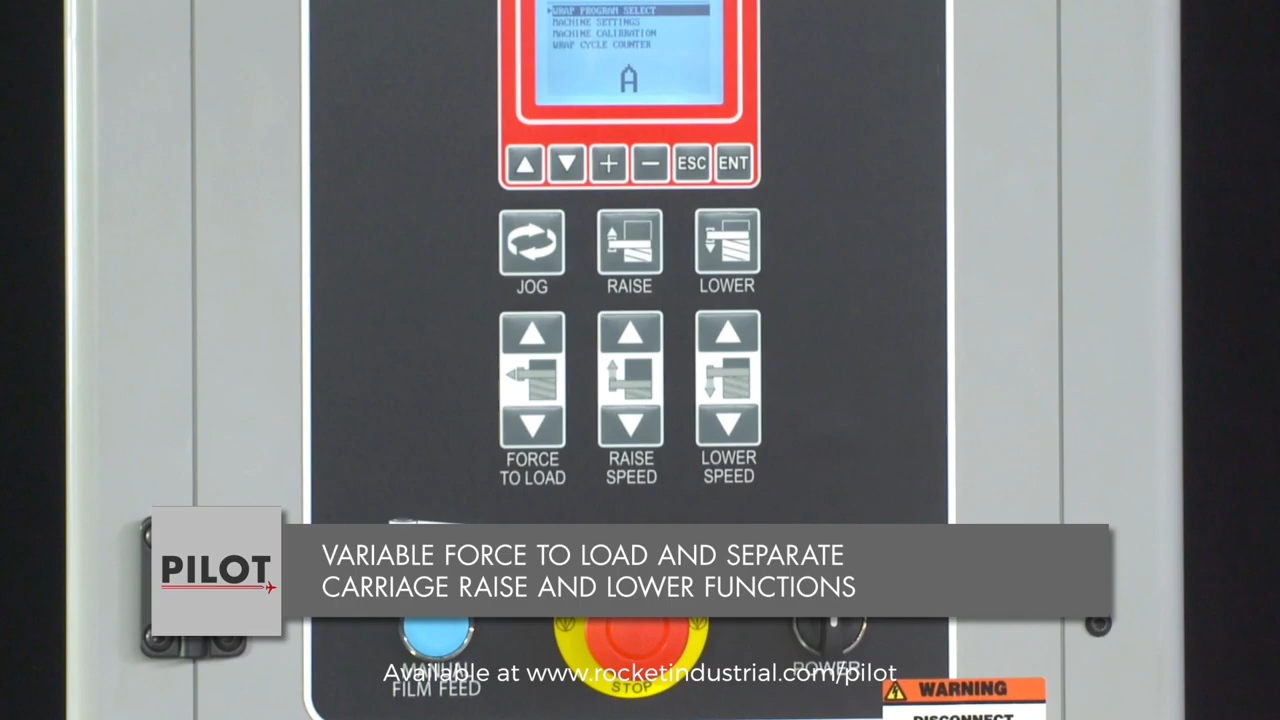 WRAP PROGRAM SELECT
MACHINE SETTINGS
MACHINE CALIBRATION
WRAP CYCLE COUNTER
A
ESC ENT
JOG RAISE LOWER
FORCE TO LOAD
RAISE SPEED
LOWER SPEED
PILOT
VARIABLE FORCE TO LOAD AND SEPARATE
CARRIAGE RAISE AND LOWER FUNCTIONS
MANUAL
FILM FEED
STOP
POWER
Available at www.rocketindustrial.com/pilot
WARNING
DISCONNECT